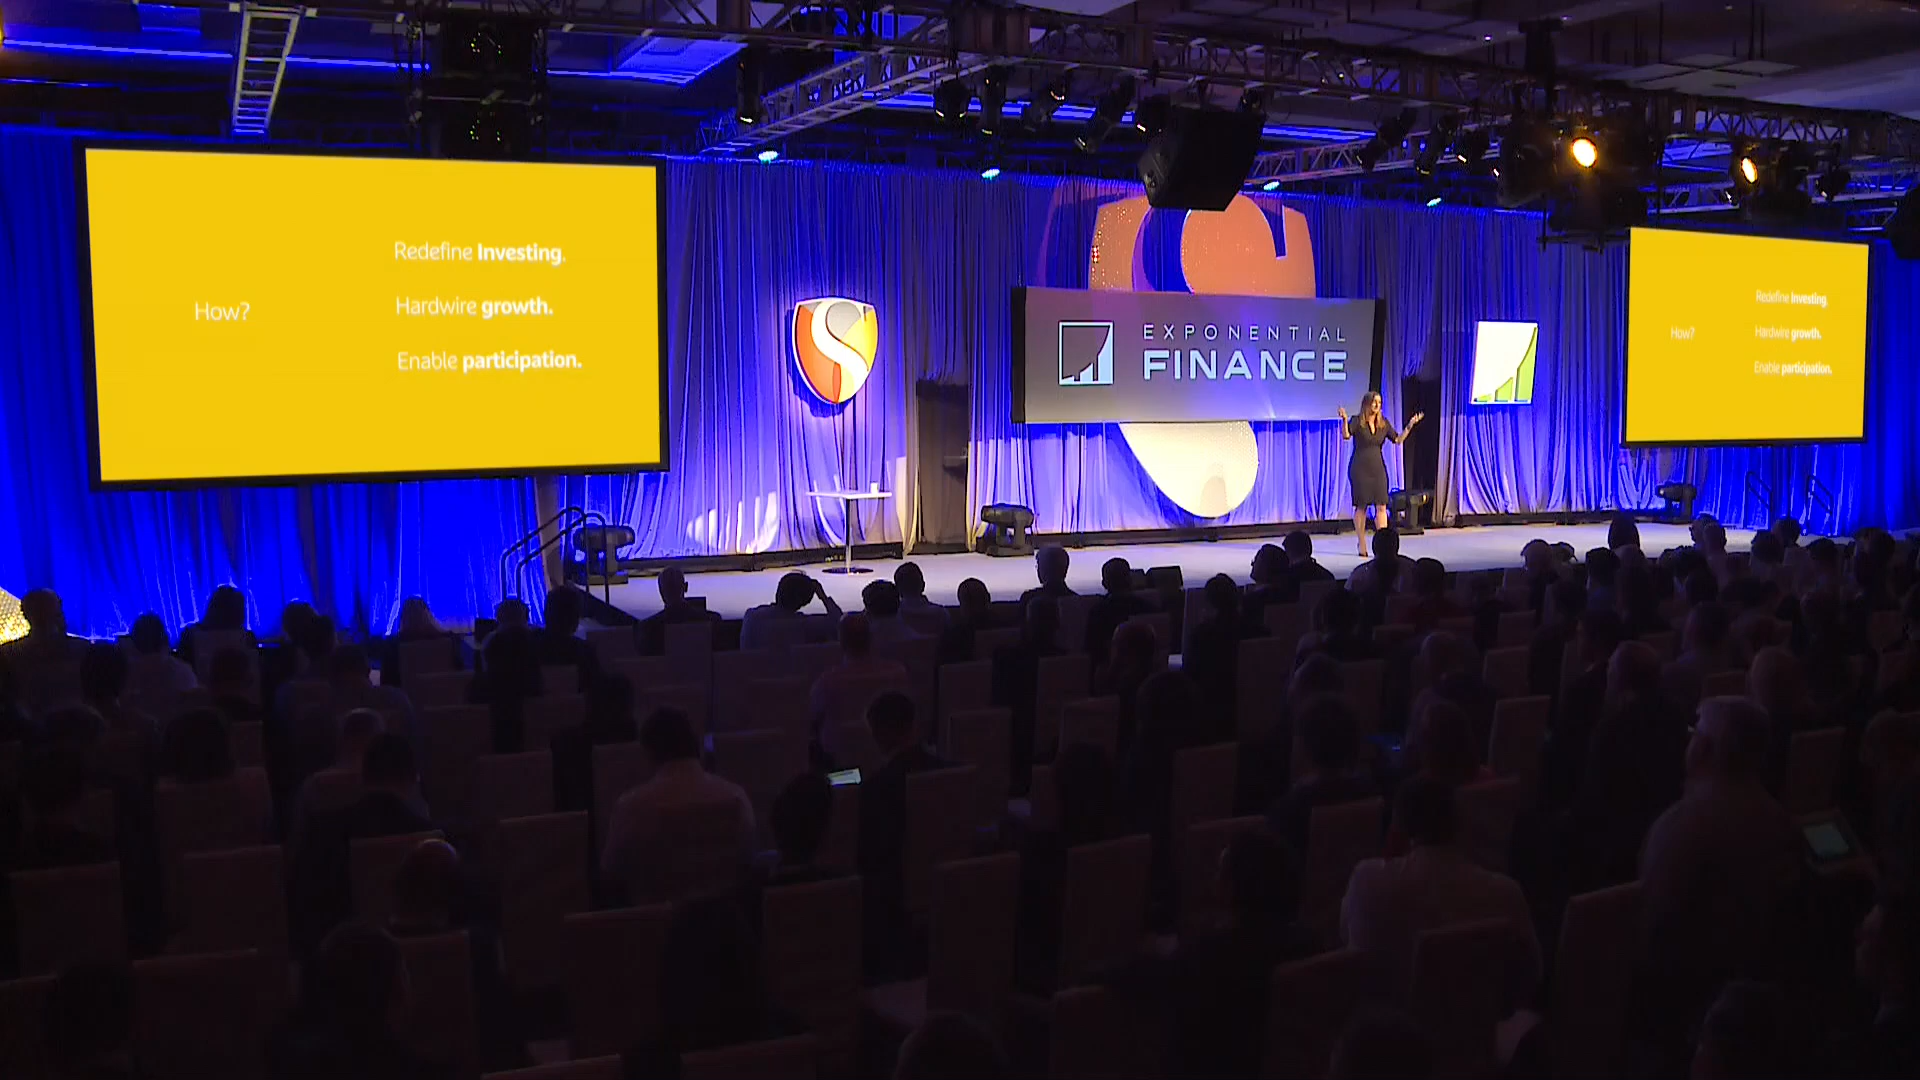 How?
Redefine Investing.
Hardwire growth.
Enable participation.
S
EXPONENTIAL
FINANCE
How?
Redefine Investing.
Hardwire growth.
Enable participation.